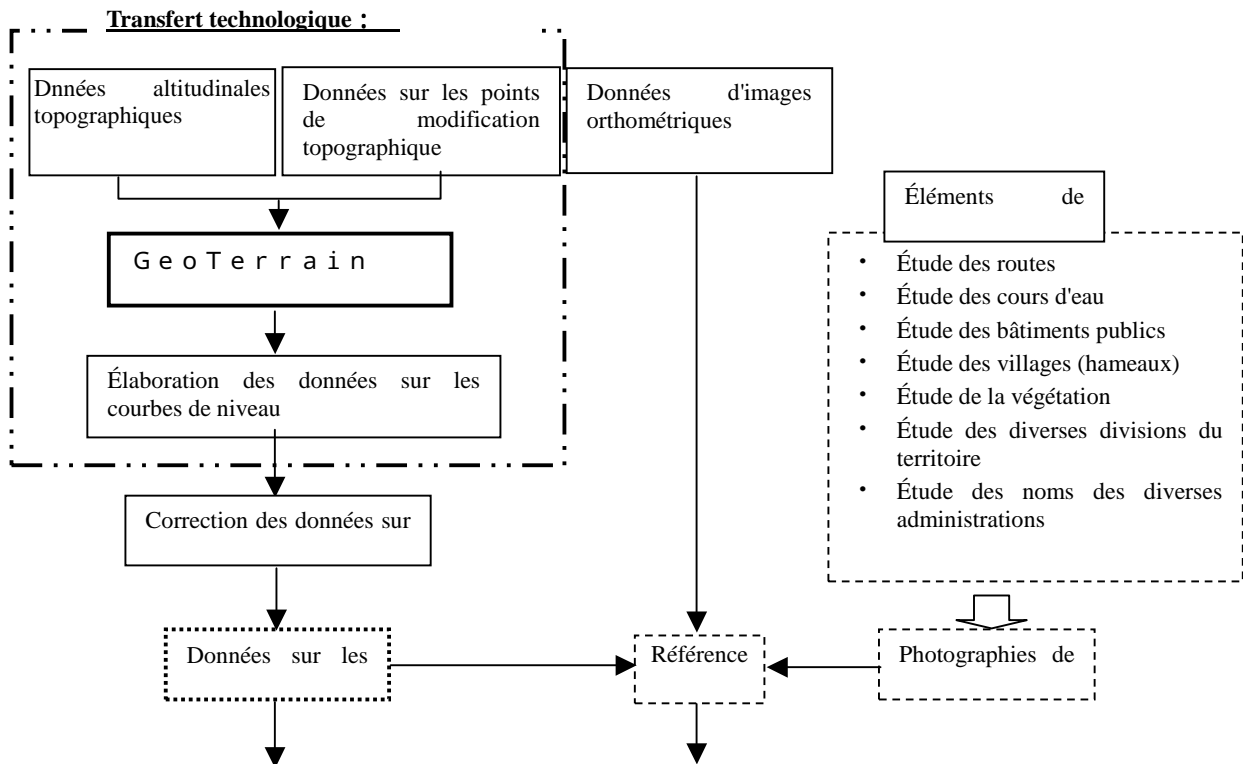 Transfert technologique :
Dnnées altitudinales
topographiques
Données sur les points
de modification
topographique
Données d'images
orthométriques
GeoTerrain
Élaboration des données sur les
courbes de niveau
Correction des données sur
Données sur les
Référence
Éléments de
・ Étude des routes
・ Étude des cours d'eau
・ Étude des bâtiments publics
・ Étude des villages (hameaux)
・ Étude de la végétation
・ Étude des diverses divisions du
territoire
・ Étude des noms des diverses
administrations
Photographies de